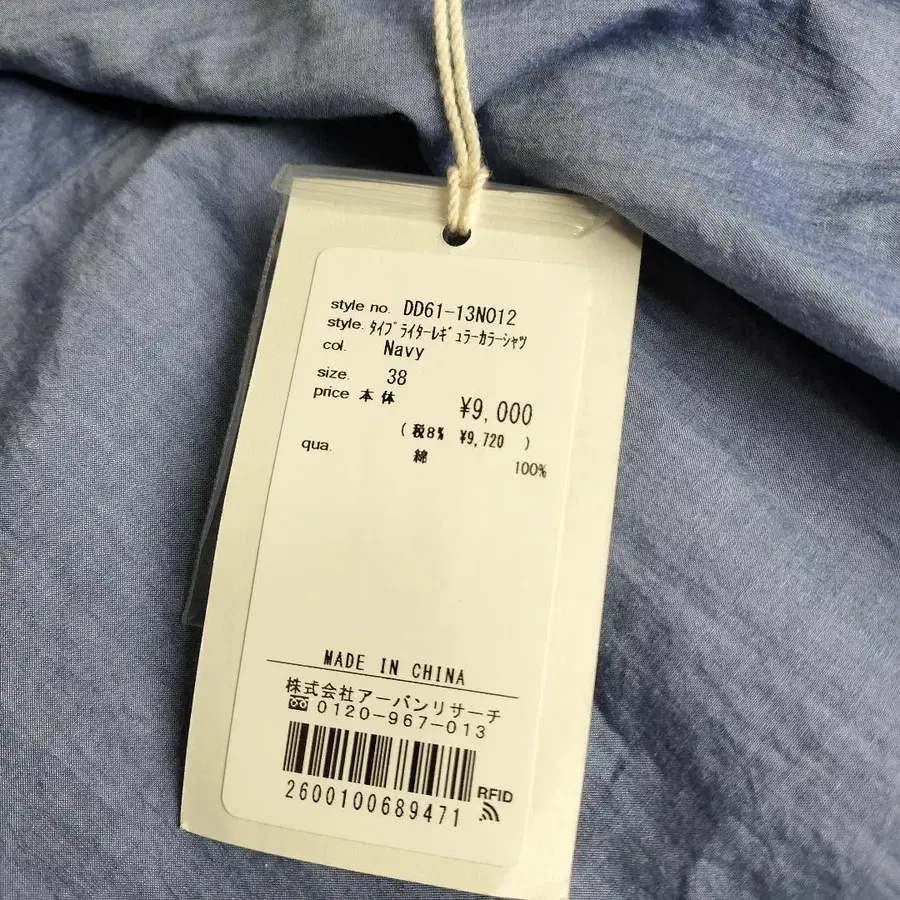 style no. DD61-13N012
style. ﾀｲﾌﾟﾗｲﾀｰﾚｷﾞｭﾗｰｶﾗｰｼｬﾂ
col. Navy
size. 38
price 本体 ¥9,000
(税8% ¥9,720 )
qua. 綿 100%
MADE IN CHINA
株式会社アーバンリサーチ
0120-967-013
RFID
2600100689471